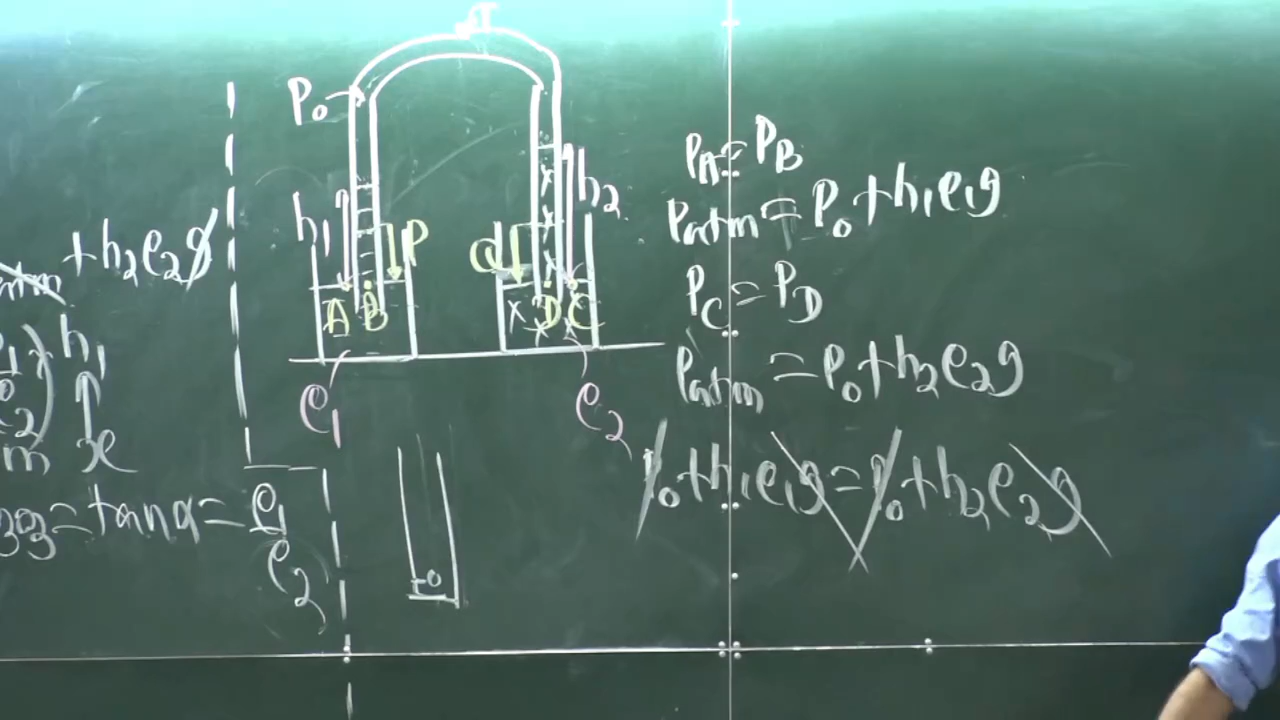 +h₂ρ₂g
h₁
m x
= tanα = ρ₁
ρ₂
T
P₀
h₁
P
h₂
d
A B
D C
ρ₁
ρ₂
P_A = P_B
P_atm = P₀ + h₁ρ₁g
P_C = P_D
P_atm = P₀ + h₂ρ₂g
P₀ + h₁ρ₁g = P₀ + h₂ρ₂g